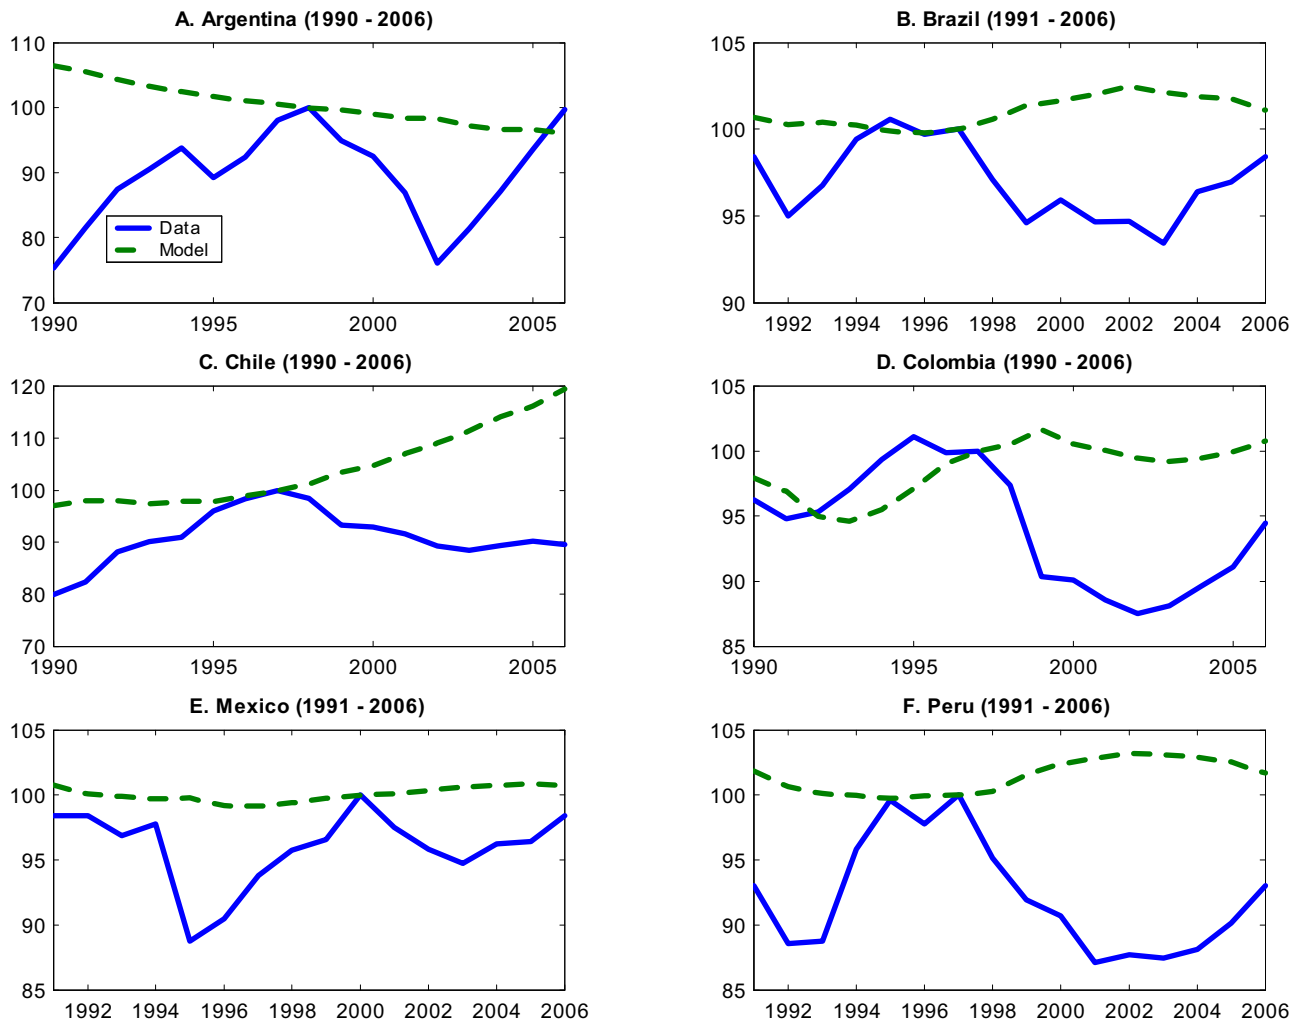 A. Argentina (1990 - 2006)
110
100
90
80
70
Data
Model
1990 1995 2000 2005
B. Brazil (1991 - 2006)
105
100
95
90
1992 1994 1996 1998 2000 2002 2004 2006
C. Chile (1990 - 2006)
120
110
100
90
80
70
1990 1995 2000 2005
D. Colombia (1990 - 2006)
105
100
95
90
85
1990 1995 2000 2005
E. Mexico (1991 - 2006)
105
100
95
90
85
1992 1994 1996 1998 2000 2002 2004 2006
F. Peru (1991 - 2006)
105
100
95
90
85
1992 1994 1996 1998 2000 2002 2004 2006